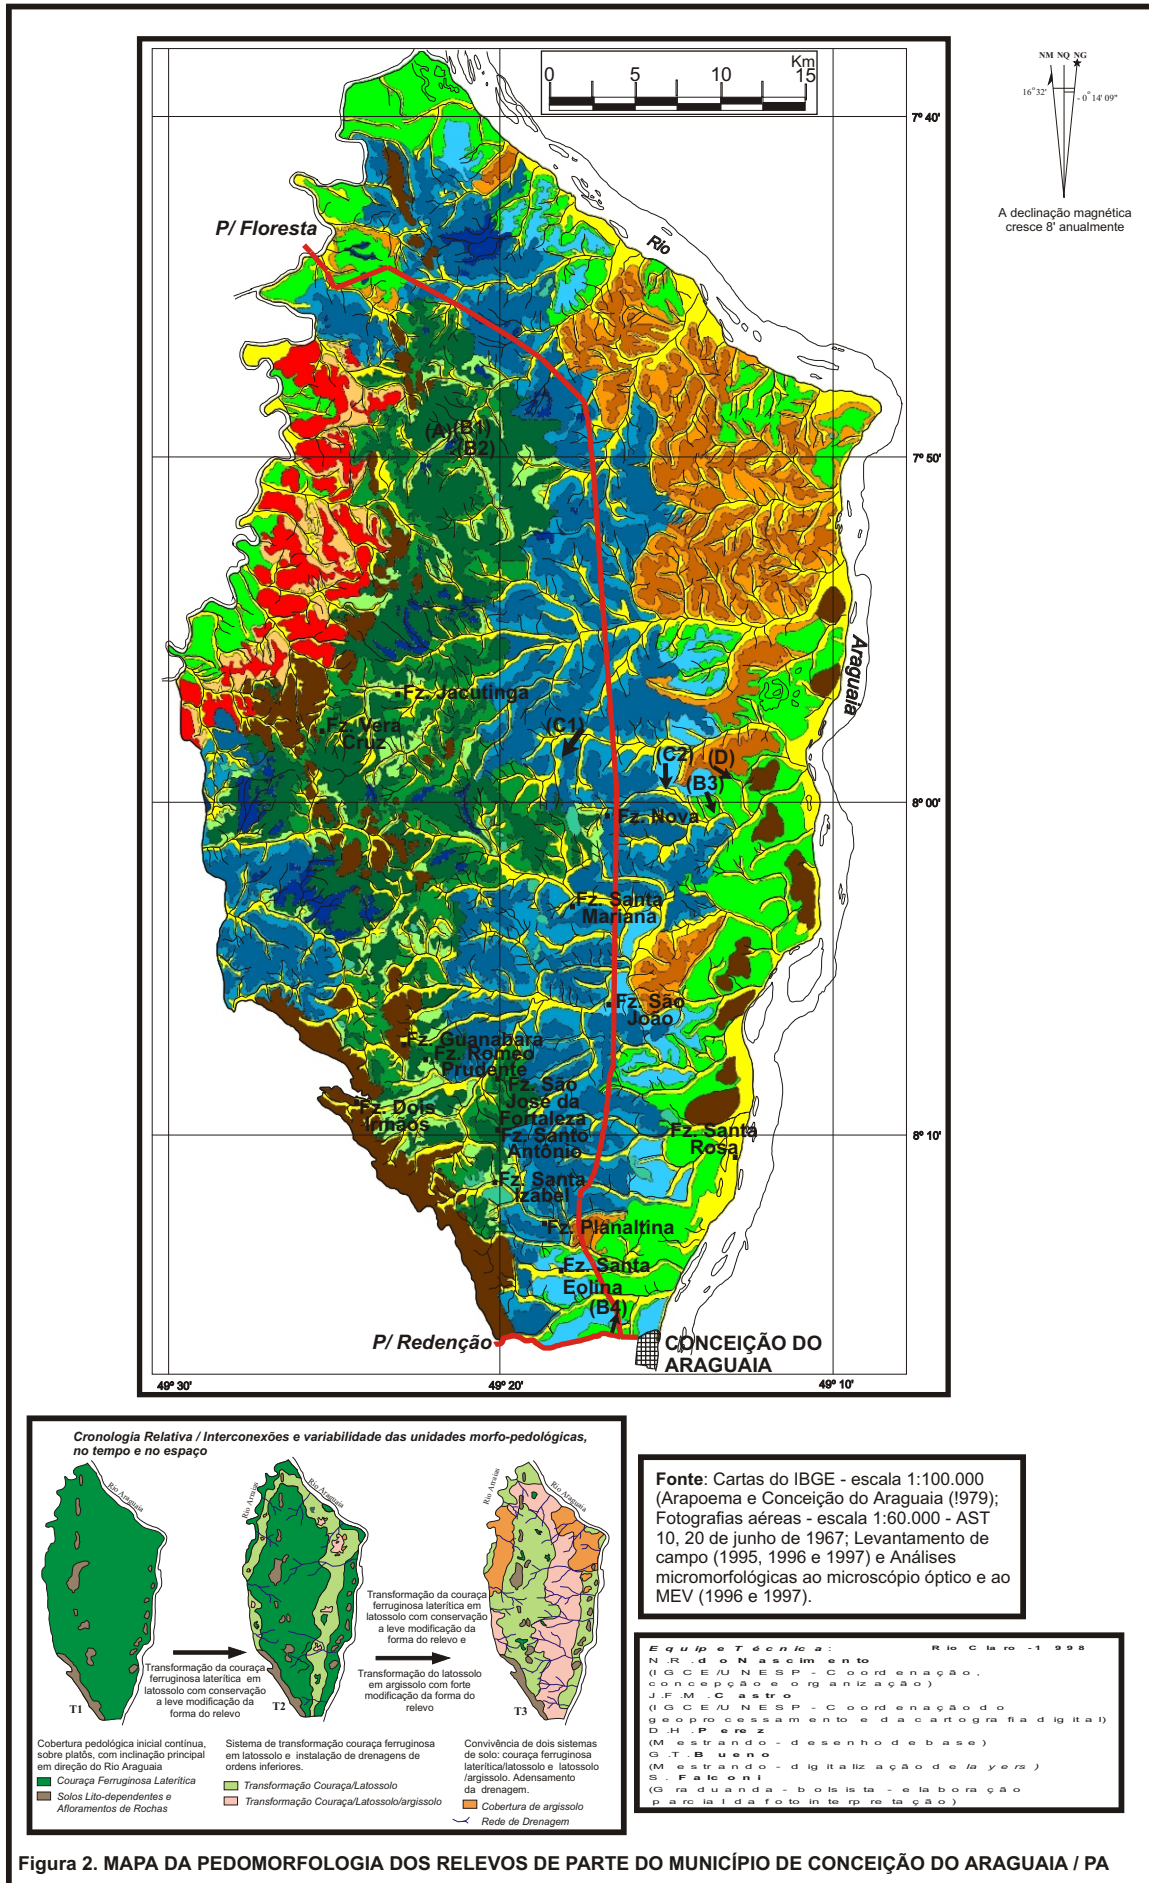 Km
0 5 10 15
NM NQ NG
16°32'
- 0° 14' 09"
A declinação magnética
cresce 8' anualmente
7º 40'
P/ Floresta
Rio
(A) (B1)
(B2)
7º 50'
Araguaia
Fz. Jacutinga
Fz. Vera
Cruz
(C1)
(C2)
(D)
(B3)
8º 00'
Fz. Nova
Fz. Santa
Mariana
Fz. São
João
Fz. Guanabara
Fz. Romeo
Prudente
Fz. São
José da
Fortaleza
Fz. Dois
Irmãos
Fz. Santo
Antônio
8º 10'
Fz. Santa
Rosa
Fz. Santa
Izabel
Fz. Planaltina
Fz. Santa
Eolina
(B4)
P/ Redenção
CONCEIÇÃO DO
ARAGUAIA
49º 30' 49º 20' 49º 10'
Cronologia Relativa / Interconexões e variabilidade das unidades morfo-pedológicas,
no tempo e no espaço
Rio Araguaia
Rio Arraias
Rio Araguaia
Rio Arraias
Rio Araguaia
Transformação da couraça
ferruginosa laterítica em
latossolo com conservação
a leve modificação da
forma do relevo
Transformação da couraça
ferruginosa laterítica em
latossolo com conservação
a leve modificação da
forma do relevo e
Transformação do latossolo
em argissolo com forte
modificação da forma do
relevo
T1
T2
T3
Cobertura pedológica inicial contínua,
sobre platôs, com inclinação principal
em direção do Rio Araguaia
Couraça Ferruginosa Laterítica
Solos Lito-dependentes e
Afloramentos de Rochas
Sistema de transformação couraça ferruginosa
em latossolo e instalação de drenagens de
ordens inferiores.
Transformação Couraça/Latossolo
Transformação Couraça/Latossolo/argissolo
Convivência de dois sistemas
de solo: couraça ferruginosa
laterítica/latossolo e latossolo
/argissolo. Adensamento
da drenagem.
Cobertura de argissolo
Rede de Drenagem
Fonte: Cartas do IBGE - escala 1:100.000
(Arapoema e Conceição do Araguaia (!979);
Fotografias aéreas - escala 1:60.000 - AST
10, 20 de junho de 1967; Levantamento de
campo (1995, 1996 e 1997) e Análises
micromorfológicas ao microscópio óptico e ao
MEV (1996 e 1997).
Equipe Técnica: Rio Claro - 1998
N.R. do Nascimento
(IGCE/UNESP - Coordenação,
concepção e organização)
J.F.M. Castro
(IGCE/UNESP - Coordenação do
geoprocessamento e da cartografia digital)
D.H. Perez
(Mestrando - desenho de base)
G.T. Bueno
(Mestrando - digitalização de layers)
S. Falconi
(Graduanda - bolsista - elaboração
parcial da fotointerpretação)
Figura 2. MAPA DA PEDOMORFOLOGIA DOS RELEVOS DE PARTE DO MUNICÍPIO DE CONCEIÇÃO DO ARAGUAIA / PA